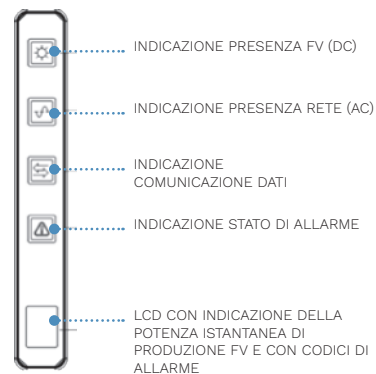 INDICAZIONE PRESENZA FV (DC)
INDICAZIONE PRESENZA RETE (AC)
INDICAZIONE
COMUNICAZIONE DATI
INDICAZIONE STATO DI ALLARME
LCD CON INDICAZIONE DELLA
POTENZA ISTANTANEA DI
PRODUZIONE FV E CON CODICI DI
ALLARME